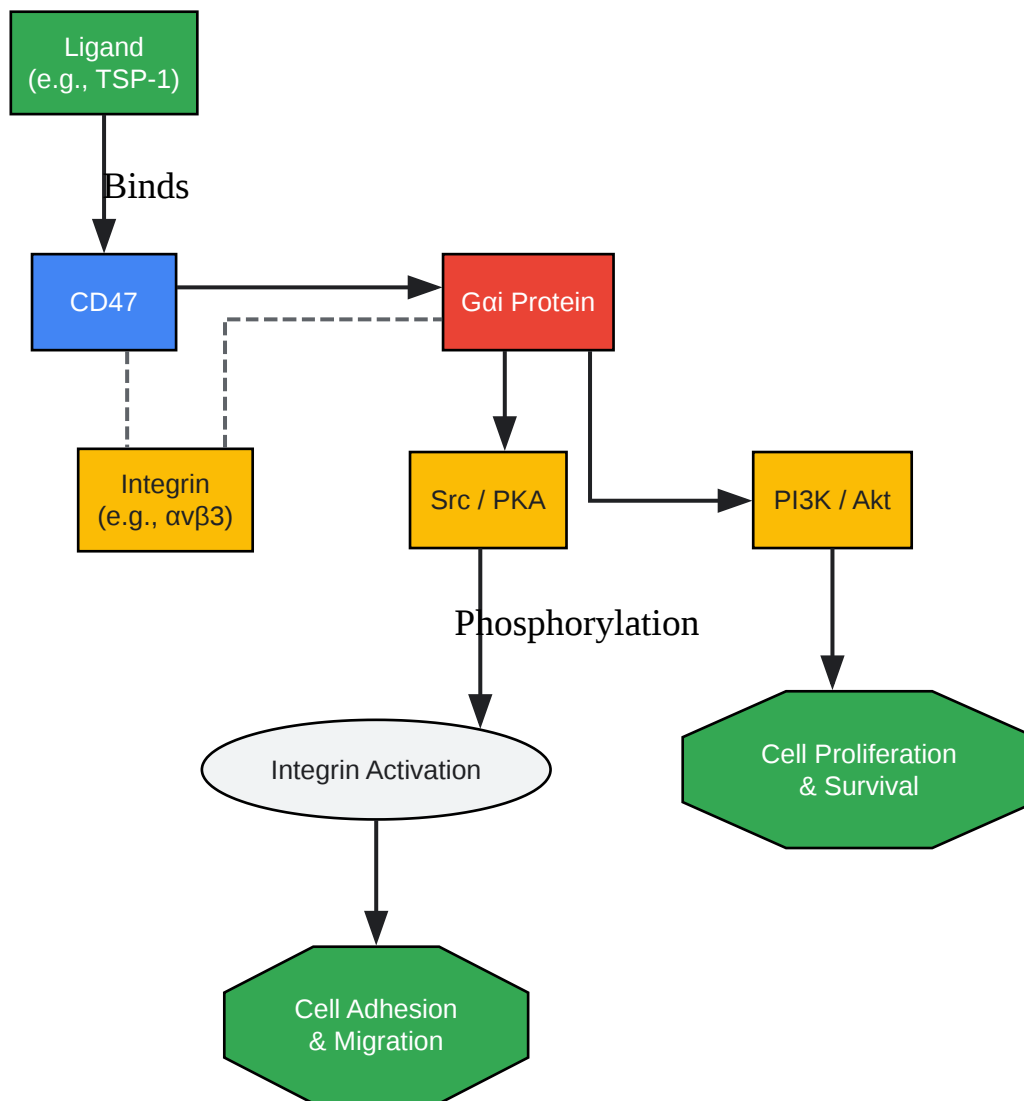 Ligand
(e.g., TSP-1)
Binds
CD47
Gαi Protein
Integrin
(e.g., αvβ3)
Src / PKA
PI3K / Akt
Phosphorylation
Integrin Activation
Cell Proliferation
& Survival
Cell Adhesion
& Migration